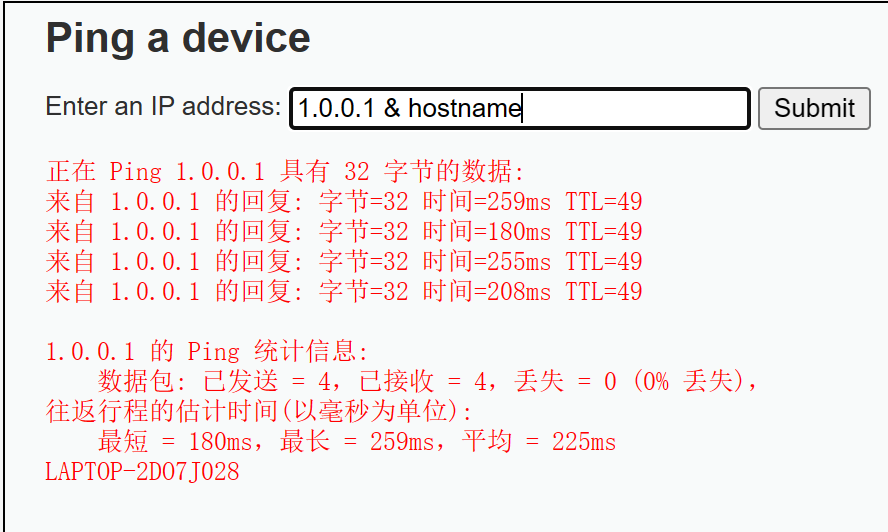 Ping a device
Enter an IP address: 1.0.0.1 & hostname Submit
正在 Ping 1.0.0.1 具有 32 字节的数据:
来自 1.0.0.1 的回复: 字节=32 时间=259ms TTL=49
来自 1.0.0.1 的回复: 字节=32 时间=180ms TTL=49
来自 1.0.0.1 的回复: 字节=32 时间=255ms TTL=49
来自 1.0.0.1 的回复: 字节=32 时间=208ms TTL=49
1.0.0.1 的 Ping 统计信息:
数据包: 已发送 = 4，已接收 = 4，丢失 = 0 (0% 丢失)，
往返行程的估计时间(以毫秒为单位):
最短 = 180ms，最长 = 259ms，平均 = 225ms
LAPTOP-2DO7J028